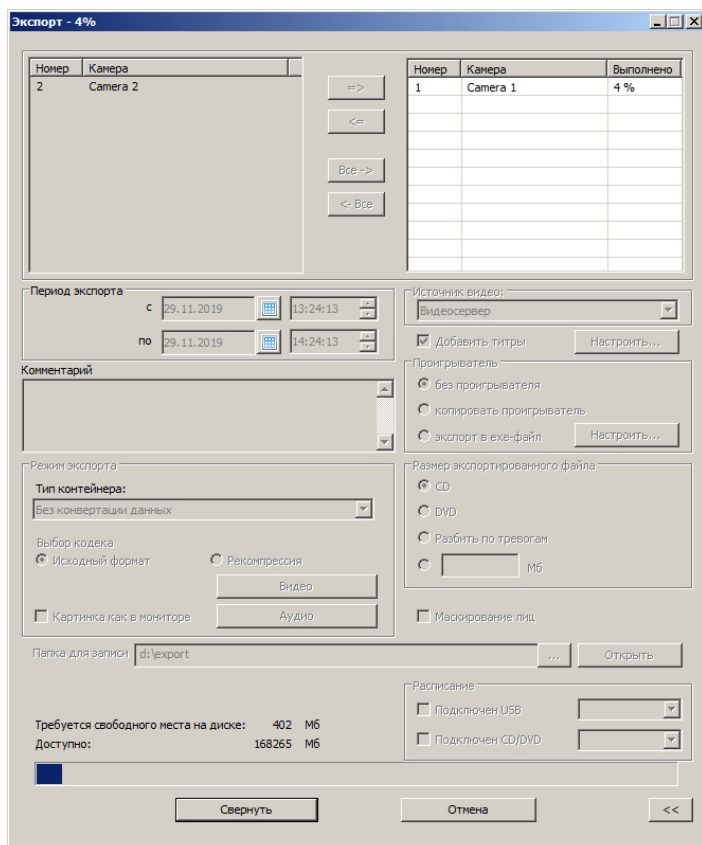 Экспорт - 4%
Номер Камера
2 Camera 2
=>
<=
Все ->
<- Все
Номер Камера Выполнено
1 Camera 1 4 %
Период экспорта
с 29.11.2019 13:24:13
по 29.11.2019 14:24:13
Источник видео:
Видеосервер
Добавить титры Настроить...
Комментарий
Проигрыватель
без проигрывателя
копировать проигрыватель
экспорт в exe-файл Настроить...
Режим экспорта
Тип контейнера:
Без конвертации данных
Выбор кодека
Исходный формат Рекомпрессия
Видео
Картинка как в мониторе Аудио
Размер экспортированного файла
CD
DVD
Разбить по тревогам
Мб
Маскирование лиц
Папка для записи d:\export ... Открыть
Расписание
Подключен USB
Подключен CD/DVD
Требуется свободного места на диске: 402 Мб
Доступно: 168265 Мб
Свернуть Отмена <<